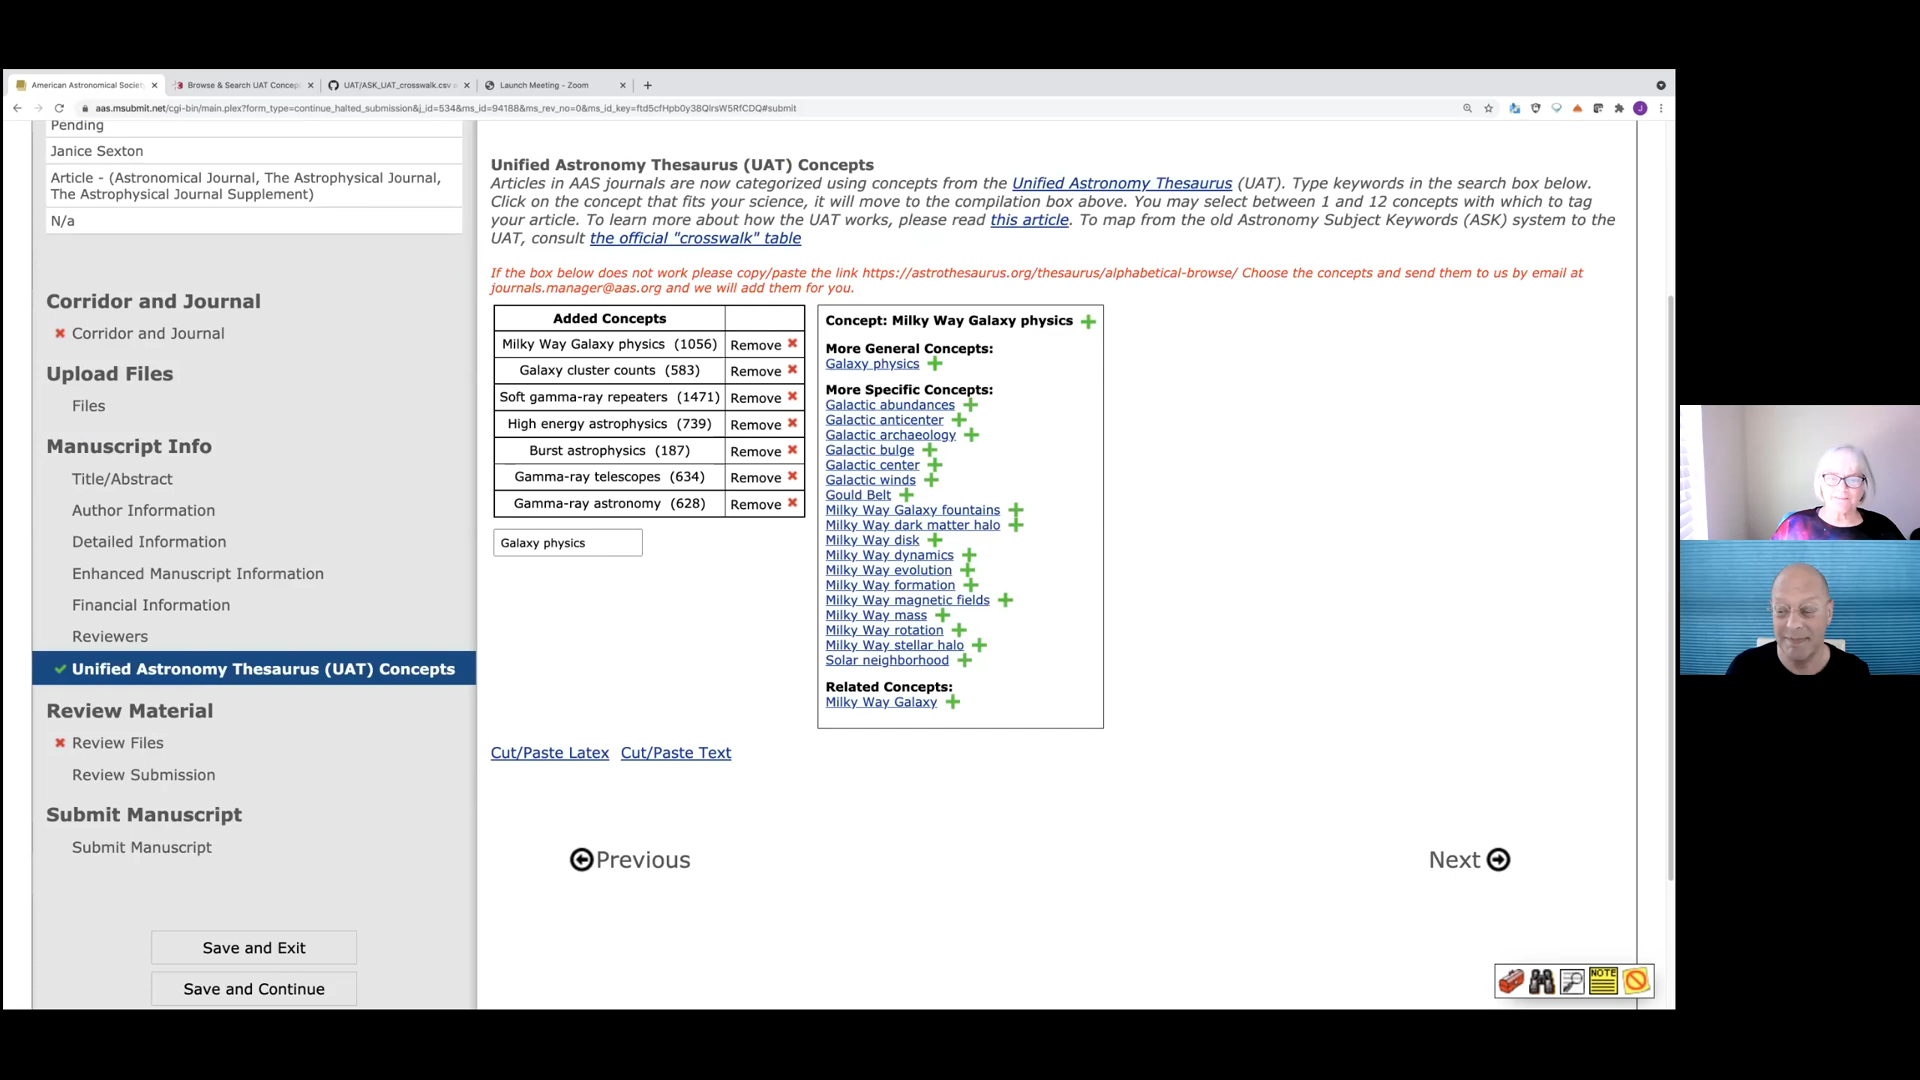 American Astronomical Society
Browse & Search UAT Concep
UAT/ASK_UAT_crosswalk.csv
Launch Meeting - Zoom
aas.msubmit.net/cgi-bin/main.plex?form_type=continue_halted_submission&j_id=534&ms_id=94188&ms_rev_no=0&ms_id_key=ftd5cfHpb0y38QlrsW5RfCDQ#submit
J
Pending
Janice Sexton
Article - (Astronomical Journal, The Astrophysical Journal,
The Astrophysical Journal Supplement)
N/a
Corridor and Journal
Corridor and Journal
Upload Files
Files
Manuscript Info
Title/Abstract
Author Information
Detailed Information
Enhanced Manuscript Information
Financial Information
Reviewers
Unified Astronomy Thesaurus (UAT) Concepts
Review Material
Review Files
Review Submission
Submit Manuscript
Submit Manuscript
Save and Exit
Save and Continue
Unified Astronomy Thesaurus (UAT) Concepts
Articles in AAS journals are now categorized using concepts from the Unified Astronomy Thesaurus (UAT). Type keywords in the search box below.
Click on the concept that fits your science, it will move to the compilation box above. You may select between 1 and 12 concepts with which to tag
your article. To learn more about how the UAT works, please read this article. To map from the old Astronomy Subject Keywords (ASK) system to the
UAT, consult the official "crosswalk" table
If the box below does not work please copy/paste the link https://astrothesaurus.org/thesaurus/alphabetical-browse/ Choose the concepts and send them to us by email at
journals.manager@aas.org and we will add them for you.
Added Concepts
Milky Way Galaxy physics (1056) Remove
Galaxy cluster counts (583) Remove
Soft gamma-ray repeaters (1471) Remove
High energy astrophysics (739) Remove
Burst astrophysics (187) Remove
Gamma-ray telescopes (634) Remove
Gamma-ray astronomy (628) Remove
Galaxy physics
Concept: Milky Way Galaxy physics
More General Concepts:
Galaxy physics
More Specific Concepts:
Galactic abundances
Galactic anticenter
Galactic archaeology
Galactic bulge
Galactic center
Galactic winds
Gould Belt
Milky Way Galaxy fountains
Milky Way dark matter halo
Milky Way disk
Milky Way dynamics
Milky Way evolution
Milky Way formation
Milky Way magnetic fields
Milky Way mass
Milky Way rotation
Milky Way stellar halo
Solar neighborhood
Related Concepts:
Milky Way Galaxy
Cut/Paste Latex Cut/Paste Text
Previous
Next
NOTE